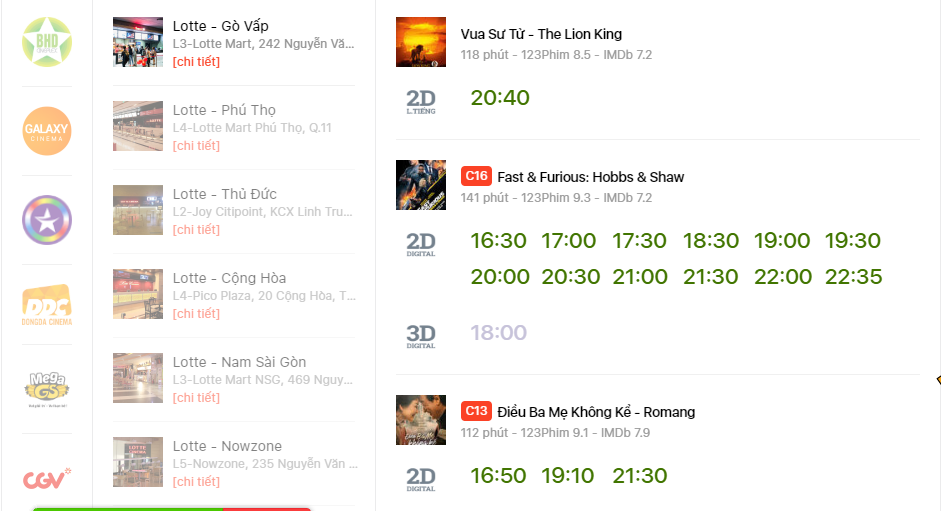 BHD
GALAXY
CINEMA
DDC
DONGDA CINEMA
Mega
GS
CGV
Lotte - Gò Vấp
L3-Lotte Mart, 242 Nguyễn Vă...
[chi tiết]
Lotte - Phú Thọ
L4-Lotte Mart Phú Thọ, Q.11
[chi tiết]
Lotte - Thủ Đức
L2-Joy Citipoint, KCX Linh Tru...
[chi tiết]
Lotte - Cộng Hòa
L4-Pico Plaza, 20 Cộng Hòa, T...
[chi tiết]
Lotte - Nam Sài Gòn
L3-Lotte Mart NSG, 469 Nguy...
[chi tiết]
Lotte - Nowzone
L5-Nowzone, 235 Nguyễn Văn ...
[chi tiết]
Vua Sư Tử - The Lion King
118 phút - 123Phim 8.5 - IMDb 7.2
2D
L.TIẾNG
20:40
C16 Fast & Furious: Hobbs & Shaw
141 phút - 123Phim 9.3 - IMDb 7.2
2D
DIGITAL
16:30 17:00 17:30 18:30 19:00 19:30
20:00 20:30 21:00 21:30 22:00 22:35
3D
DIGITAL
18:00
C13 Điều Ba Mẹ Không Kể - Romang
112 phút - 123Phim 9.1 - IMDb 7.9
2D
DIGITAL
16:50 19:10 21:30